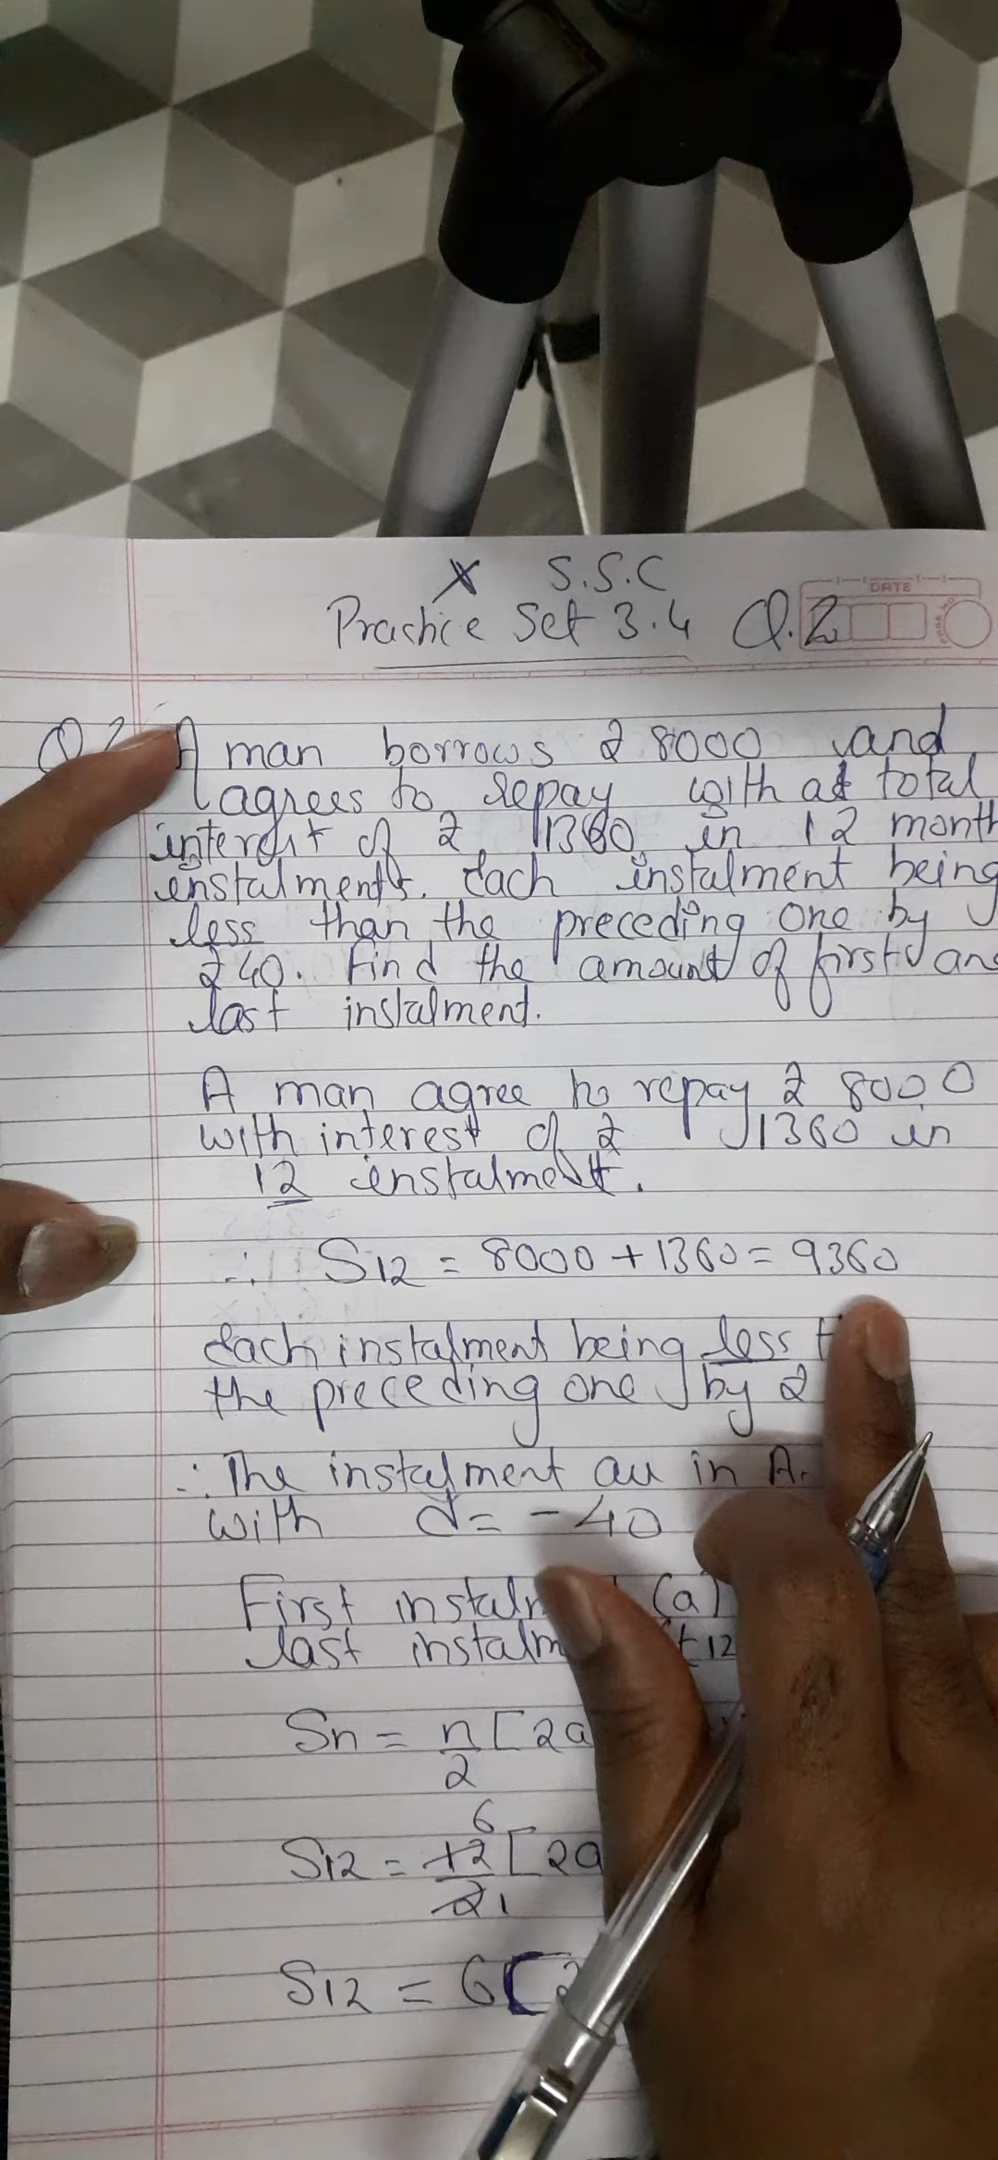 X S.S.C
Practice Set 3.4 Q.2
DATE
A man borrows ₹ 8000 and
agrees to repay with at total
interest of ₹ 1360 in 12 month
instalments. Each instalment being
less than the preceding one by
₹40. Find the amount of first and
last instalment.
A man agree to repay ₹ 8000
with interest of ₹ 1360 in
12 instalment.
∴ S12 = 8000 + 1360 = 9360
Each instalment being less
the preceding one by ₹
∴ The instalment are in A.
with d = -40
First (a)
last t12
Sn = n/2 [2a
S12 = 12/2 6 1 [2a
S12 = 6 [2